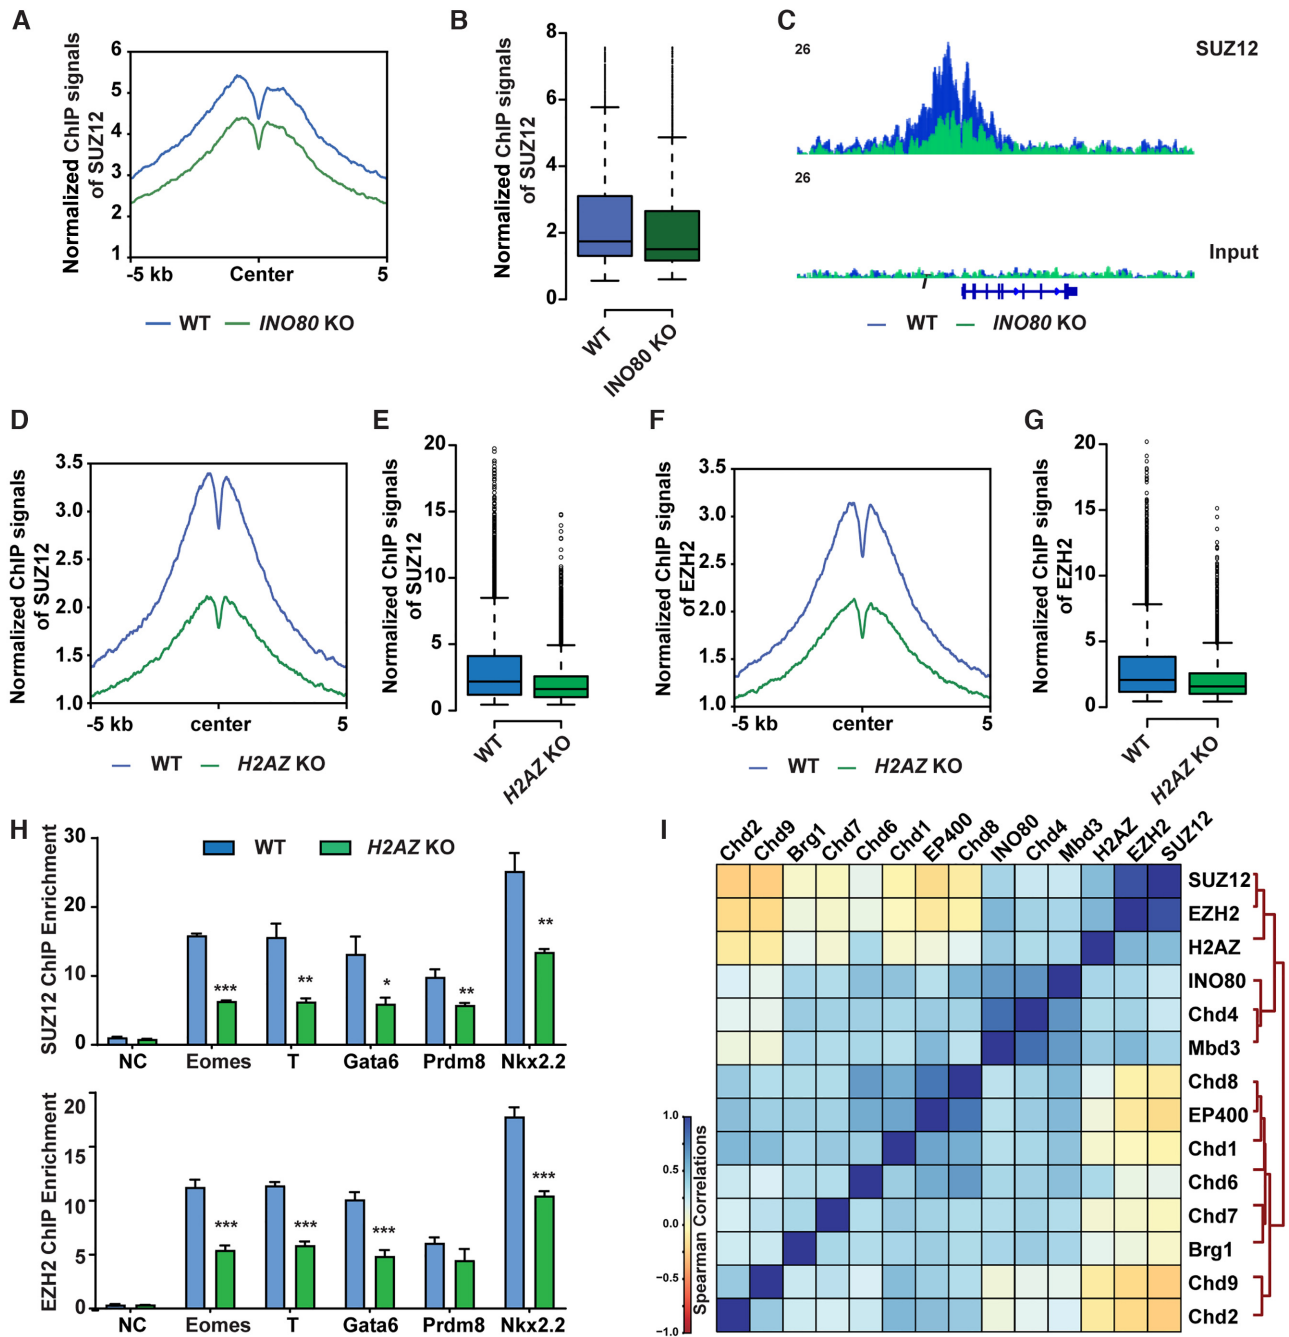 A
Normalized ChIP signals
of SUZ12
6
5
4
3
2
1
-5 kb
Center
5
WT
INO80 KO
B
Normalized ChIP signals
of SUZ12
8
6
4
2
0
WT
INO80 KO
C
26
SUZ12
26
Input
T
WT
INO80 KO
D
Normalized ChIP signals
of SUZ12
3.5
3.0
2.5
2.0
1.5
1.0
-5 kb
center
5
WT
H2AZ KO
E
Normalized ChIP signals
of SUZ12
20
15
10
5
0
WT
H2AZ KO
F
Normalized ChIP signals
of EZH2
3.5
3.0
2.5
2.0
1.5
1.0
-5 kb
center
5
WT
H2AZ KO
G
Normalized ChIP signals
of EZH2
20
15
10
5
0
WT
H2AZ KO
H
SUZ12 ChIP Enrichment
30
20
10
0
WT
H2AZ KO
***
**
*
**
**
NC
Eomes
T
Gata6
Prdm8
Nkx2.2
EZH2 ChIP Enrichment
20
15
10
5
0
***
***
***
***
NC
Eomes
T
Gata6
Prdm8
Nkx2.2
I
Chd2
Chd9
Brg1
Chd7
Chd6
Chd1
EP400
Chd8
INO80
Chd4
Mbd3
H2AZ
EZH2
SUZ12
SUZ12
EZH2
H2AZ
INO80
Chd4
Mbd3
Chd8
EP400
Chd1
Chd6
Chd7
Brg1
Chd9
Chd2
1.0
0.5
0.0
−0.5
−1.0
Spearman Correlations